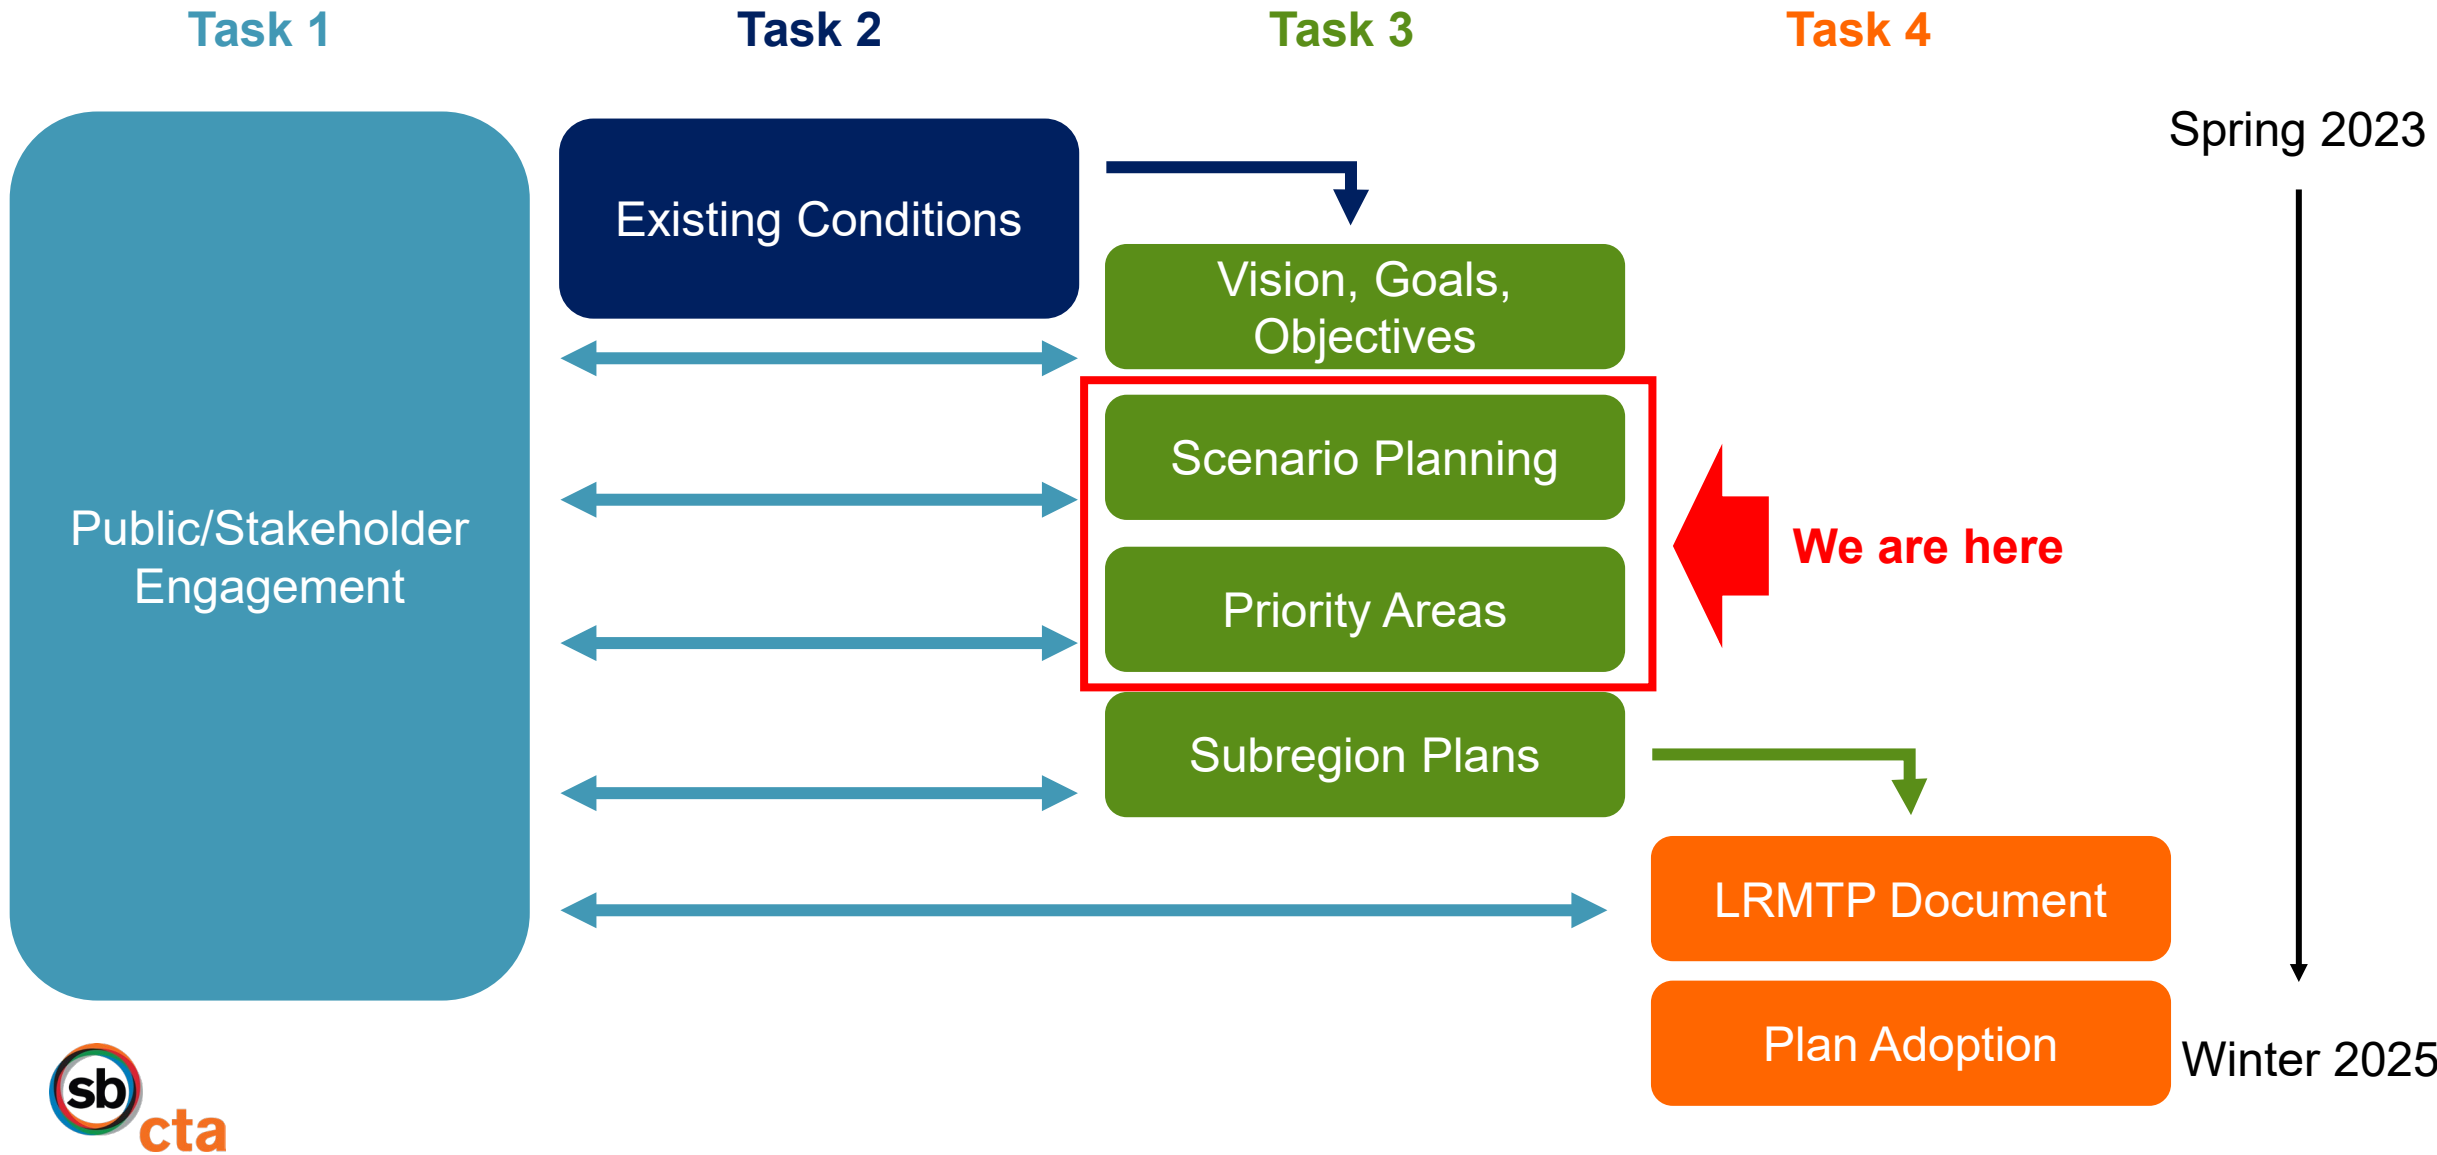 Task 1
Task 2
Task 3
Task 4
Spring 2023
Existing Conditions
Vision, Goals,
Objectives
Scenario Planning
Public/Stakeholder
Engagement
We are here
Priority Areas
Subregion Plans
LRMTP Document
Plan Adoption
Winter 2025
sb
cta